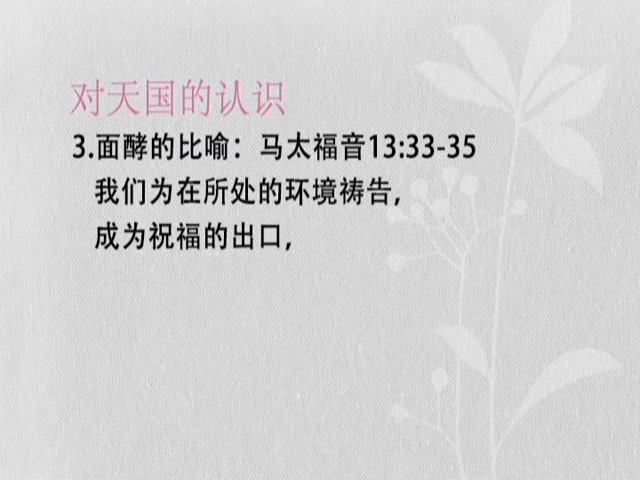 对天国的认识
3.面酵的比喻：马太福音13:33-35
我们为在所处的环境祷告,
成为祝福的出口,